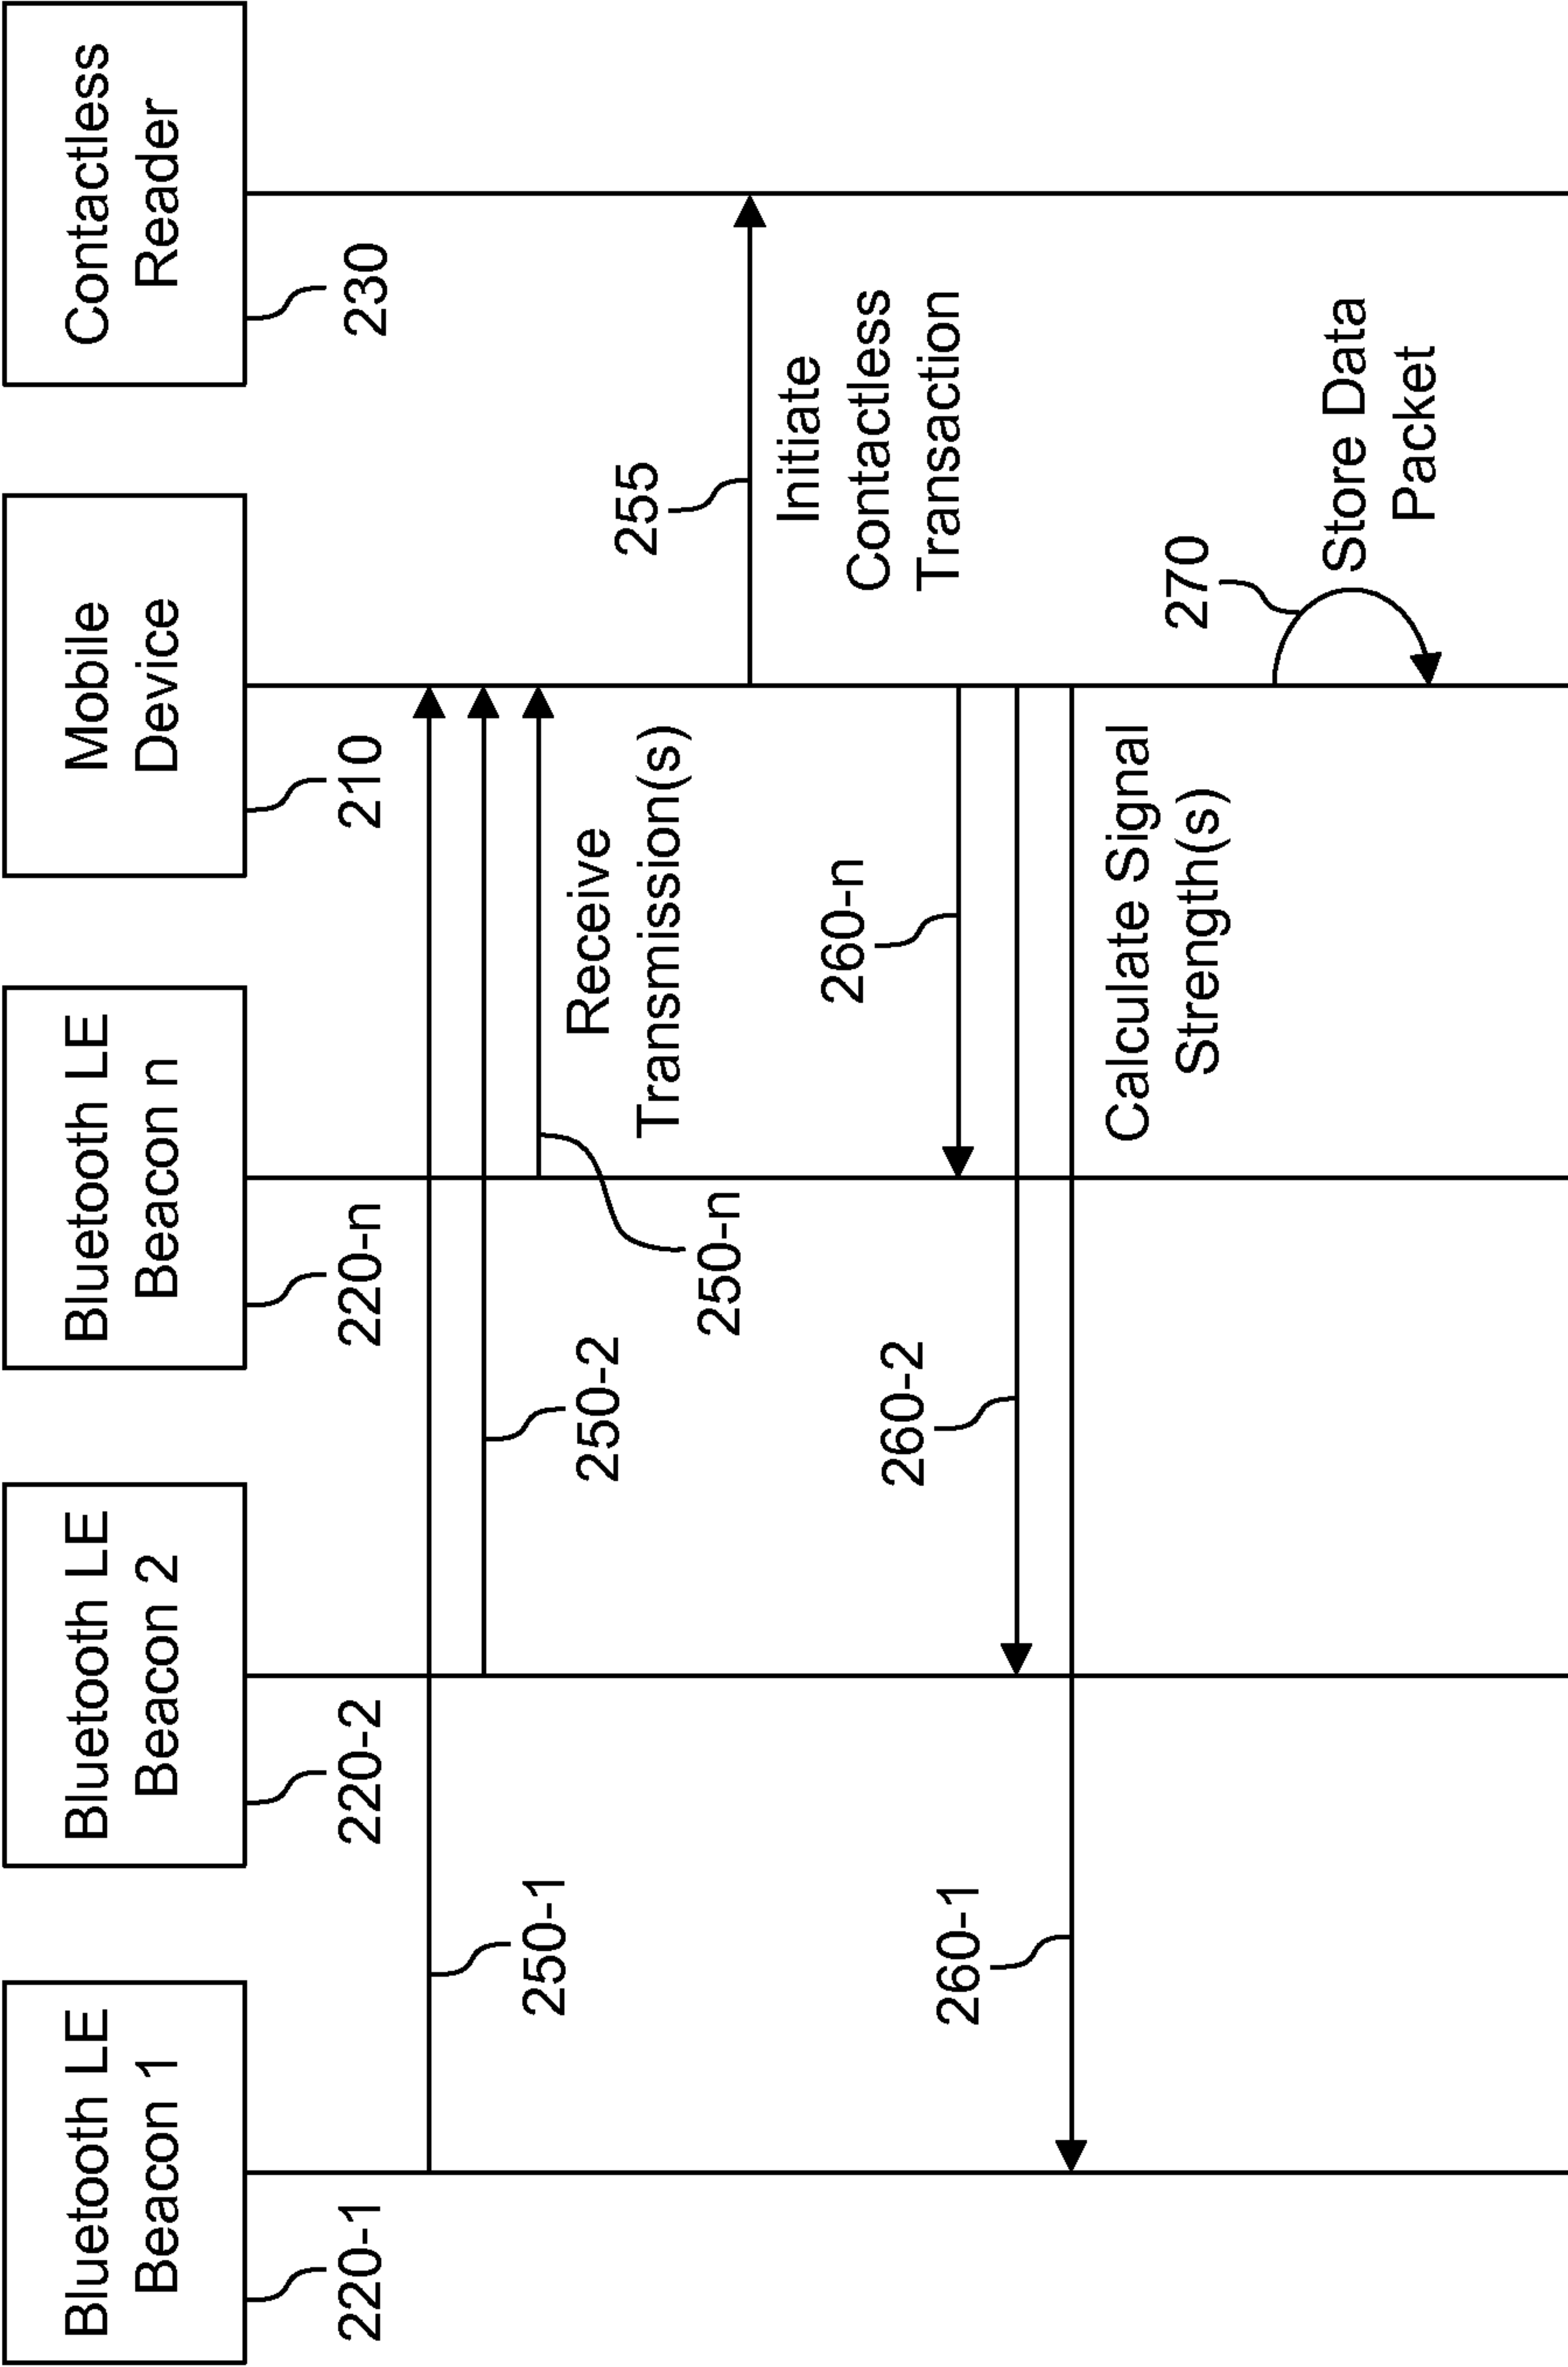 Bluetooth LE
Beacon 1
Bluetooth LE
Beacon 2
Bluetooth LE
Beacon n
Mobile
Device
Contactless
Reader
220-1
220-2
220-n
210
230
250-1
250-2
250-n
Receive
Transmission(s)
255
Initiate
Contactless
Transaction
260-n
260-2
260-1
Calculate Signal
Strength(s)
270
Store Data
Packet